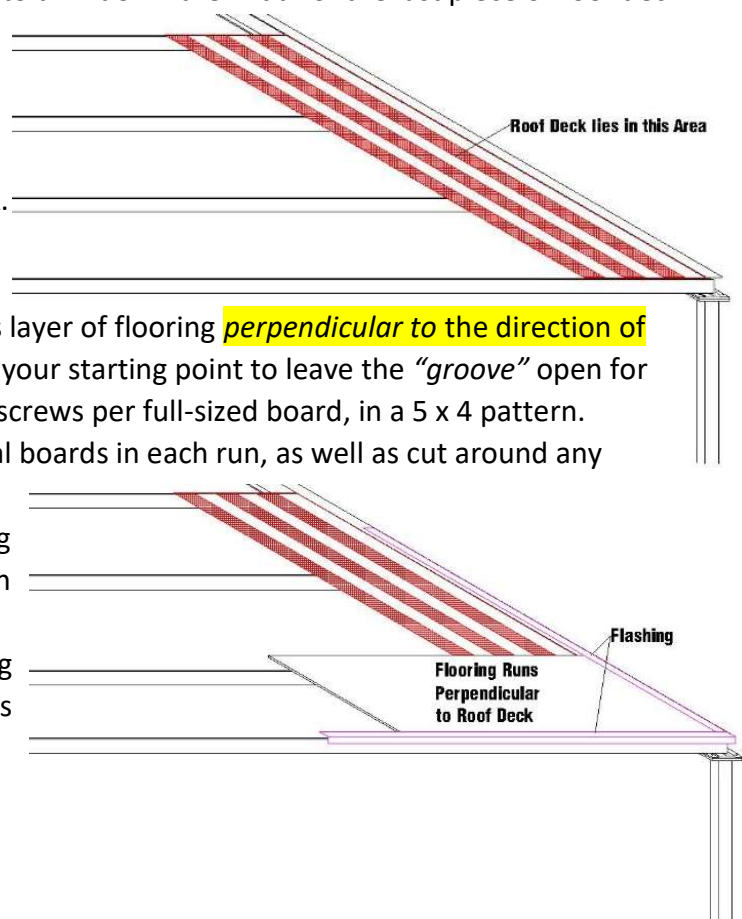 Roof Deck lies in this Area
.
s layer of flooring perpendicular to the direction of
your starting point to leave the “groove” open for
screws per full-sized board, in a 5 x 4 pattern.
al boards in each run, as well as cut around any
g
n
g
s
Flashing
Flooring Runs
Perpendicular
to Roof Deck